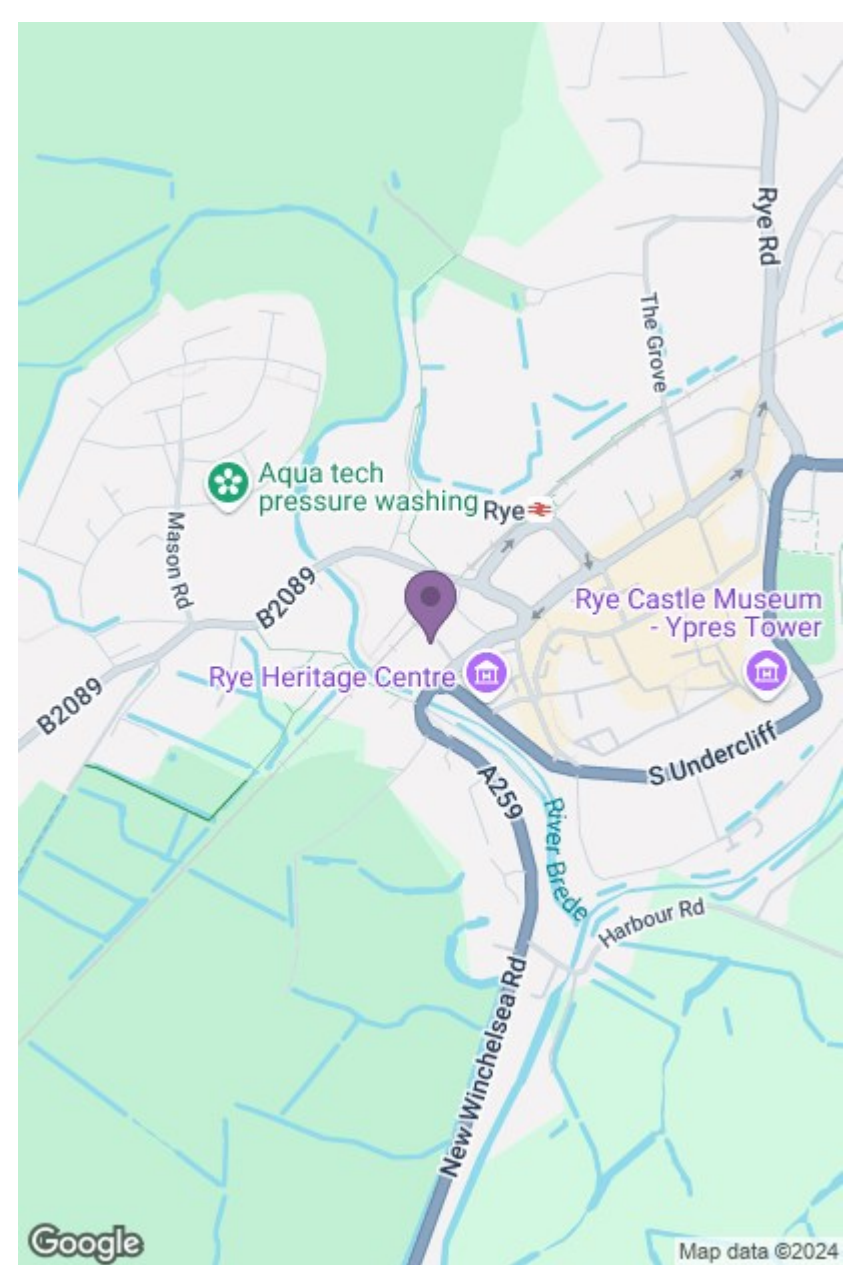 Rye Rd
The Grove
Aqua tech
pressure washing
Rye
Mason Rd
B2089
Rye Castle Museum
- Ypres Tower
Rye Heritage Centre
B2089
S Undercliff
A259
River Brede
Harbour Rd
New Winchelsea Rd
Google
Map data ©2024